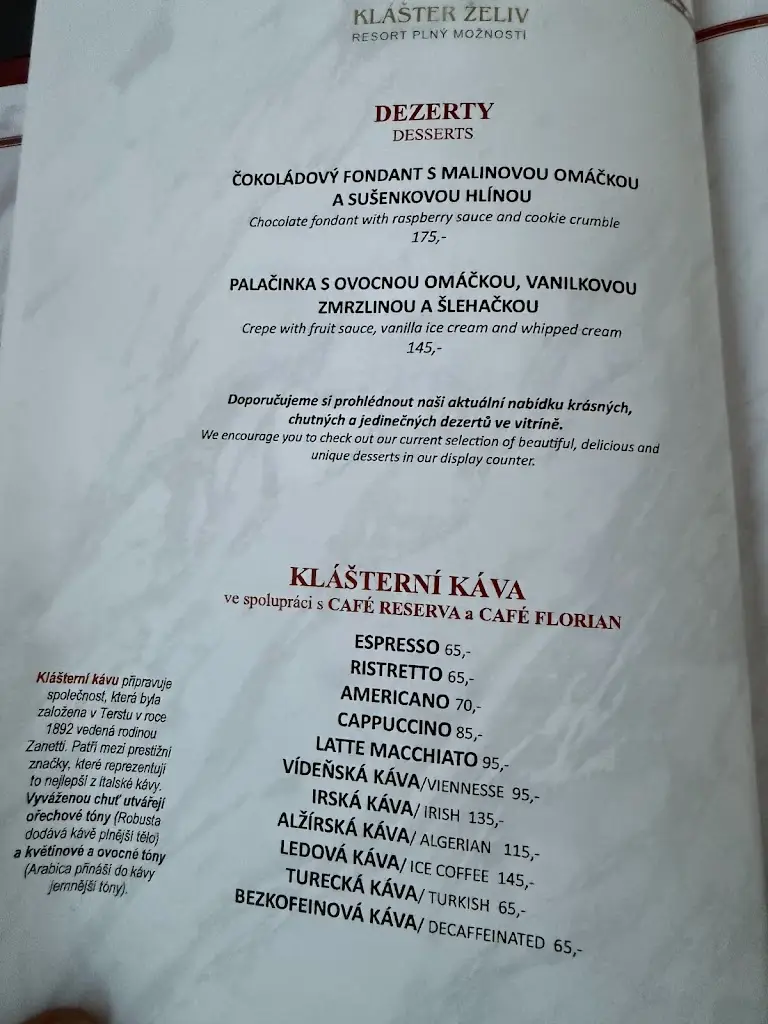 KLÁŠTER ŽELIV
RESORT PLNÝ MOŽNOSTÍ
DEZERTY
DESSERTS
ČOKOLÁDOVÝ FONDANT S MALINOVOU OMÁČKOU
A SUŠENKOVOU HLÍNOU
Chocolate fondant with raspberry sauce and cookie crumble
175,-
PALAČINKA S OVOCNOU OMÁČKOU, VANILKOVOU
ZMRZLINOU A ŠLEHAČKOU
Crepe with fruit sauce, vanilla ice cream and whipped cream
145,-
Doporučujeme si prohlédnout naši aktuální nabídku krásných,
chutných a jedinečných dezertů ve vitríně.
We encourage you to check out our current selection of beautiful, delicious and
unique desserts in our display counter.
KLÁŠTERNÍ KÁVA
ve spolupráci s CAFÉ RESERVA a CAFÉ FLORIAN
ESPRESSO 65,-
RISTRETTO 65,-
AMERICANO 70,-
CAPPUCCINO 85,-
LATTE MACCHIATO 95,-
VÍDEŇSKÁ KÁVA/VIENNESSE 95,-
IRSKÁ KÁVA/ IRISH 135,-
ALŽÍRSKÁ KÁVA/ ALGERIAN 115,-
LEDOVÁ KÁVA/ ICE COFFEE 145,-
TURECKÁ KÁVA/ TURKISH 65,-
BEZKOFEINOVÁ KÁVA/ DECAFFEINATED 65,-
Klášterní kávu připravuje
společnost, která byla
založena v Terstu v roce
1892 vedená rodinou
Zanetti. Patří mezi prestižní
značky, které reprezentují
to nejlepší z italské kávy.
Vyváženou chuť utvářejí
ořechové tóny (Robusta
dodává kávě plnější tělo)
a květinové a ovocné tóny
(Arabica přináší do kávy
jemnější tóny).